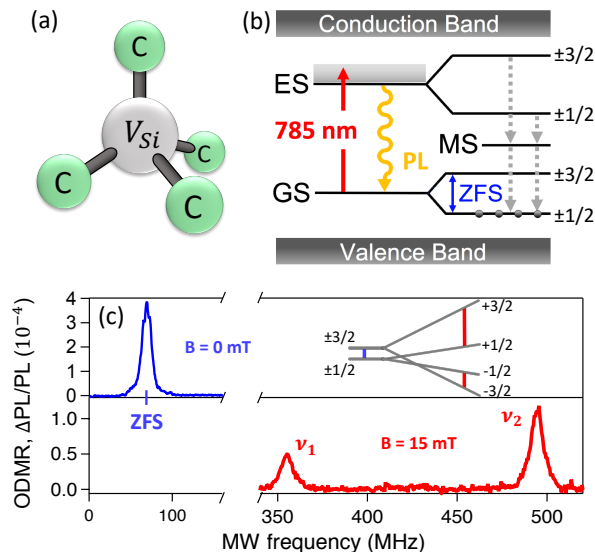 (a)
C
C
C
C
V_Si
(b)
Conduction Band
ES
±3/2
±1/2
785 nm
PL
MS
GS
±3/2
ZFS
±1/2
Valence Band
(c)
ODMR, ΔPL/PL (10⁻⁴)
4
3
2
1
0
B = 0 mT
ZFS
±3/2
±1/2
+3/2
+1/2
-1/2
-3/2
1.0
0.5
0.0
ν₁
B = 15 mT
ν₂
0
100
350
400
450
500
MW frequency (MHz)